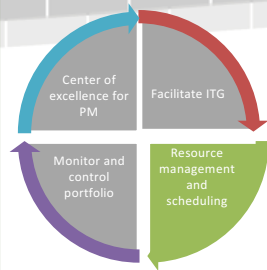 Center of
excellence for
PM
Facilitate ITG
Monitor and
control
portfolio
Resource
management
and
scheduling